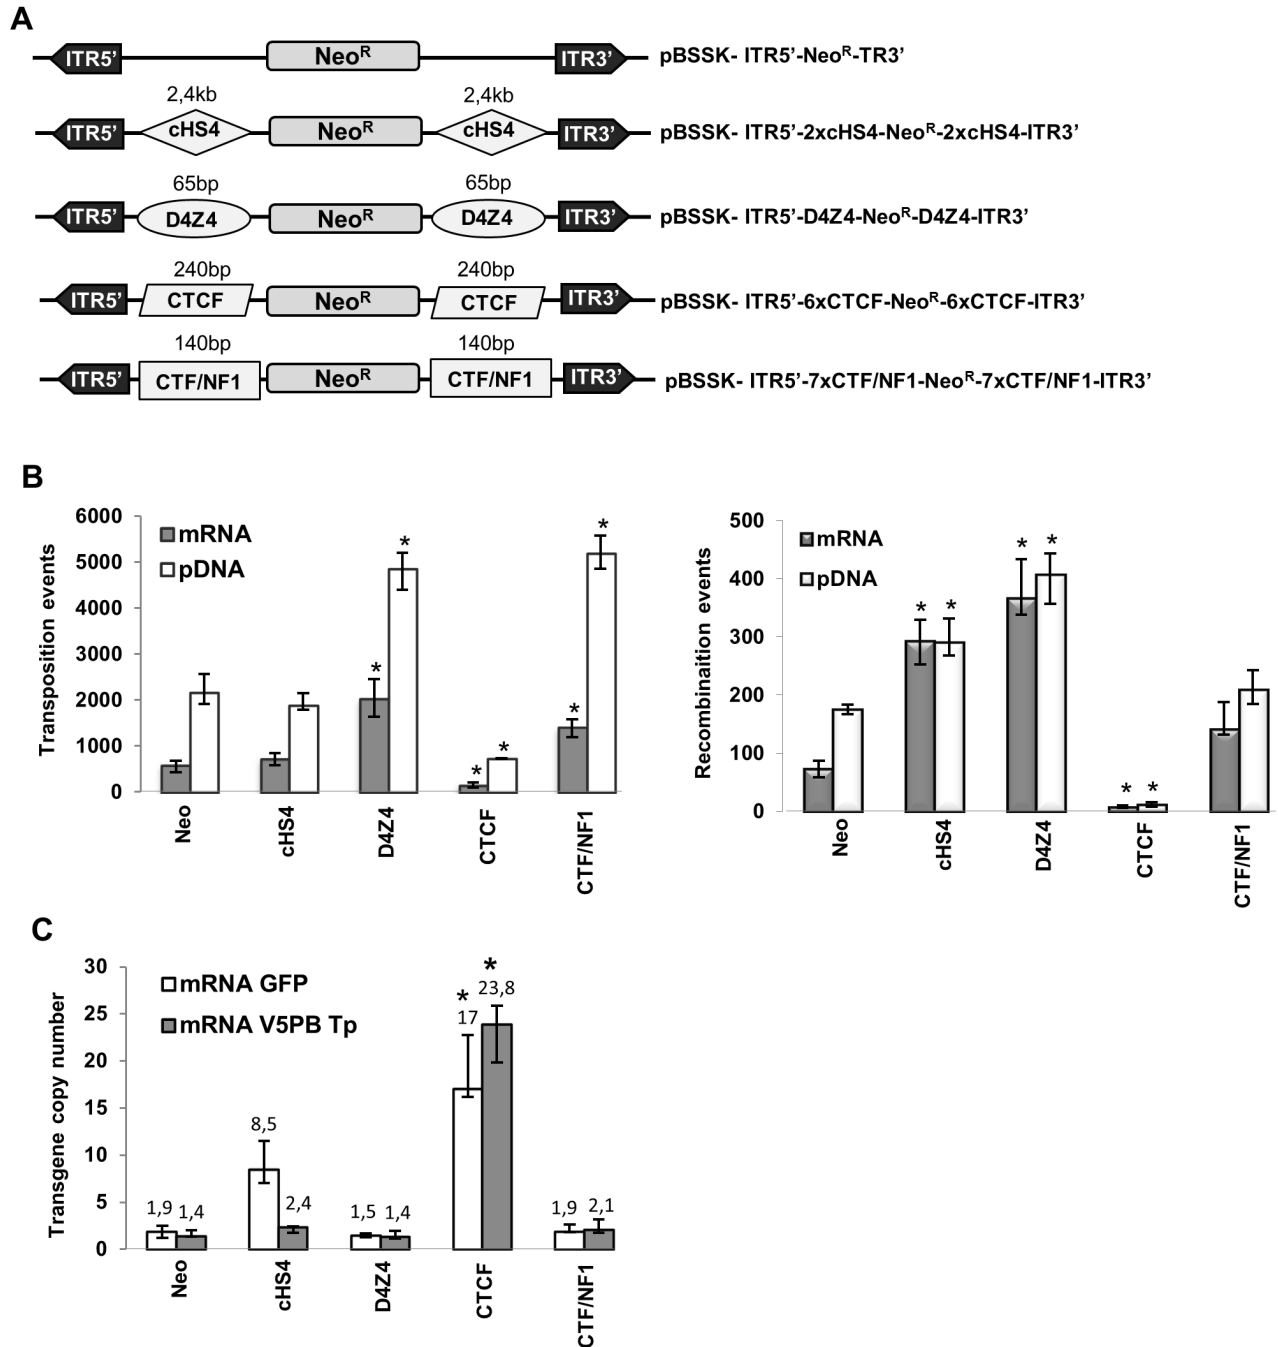 A
ITR5' Neo^R ITR3' pBSSK- ITR5'-Neo^R-TR3'
2,4kb 2,4kb
ITR5' cHS4 Neo^R cHS4 ITR3' pBSSK- ITR5'-2xcHS4-Neo^R-2xcHS4-ITR3'
65bp 65bp
ITR5' D4Z4 Neo^R D4Z4 ITR3' pBSSK- ITR5'-D4Z4-Neo^R-D4Z4-ITR3'
240bp 240bp
ITR5' CTCF Neo^R CTCF ITR3' pBSSK- ITR5'-6xCTCF-Neo^R-6xCTCF-ITR3'
140bp 140bp
ITR5' CTF/NF1 Neo^R CTF/NF1 ITR3' pBSSK- ITR5'-7xCTF/NF1-Neo^R-7xCTF/NF1-ITR3'
B
Transposition events
6000
5000
4000
3000
2000
1000
0
mRNA
pDNA
* * * * * *
Neo
cHS4
D4Z4
CTCF
CTF/NF1
Recombinaition events
500
400
300
200
100
0
mRNA
pDNA
* * * * * *
Neo
cHS4
D4Z4
CTCF
CTF/NF1
C
Transgene copy number
30
25
20
15
10
5
0
mRNA GFP
mRNA V5PB Tp
1,9 1,4
8,5 2,4
1,5 1,4
* *
17 23,8
1,9 2,1
Neo
cHS4
D4Z4
CTCF
CTF/NF1